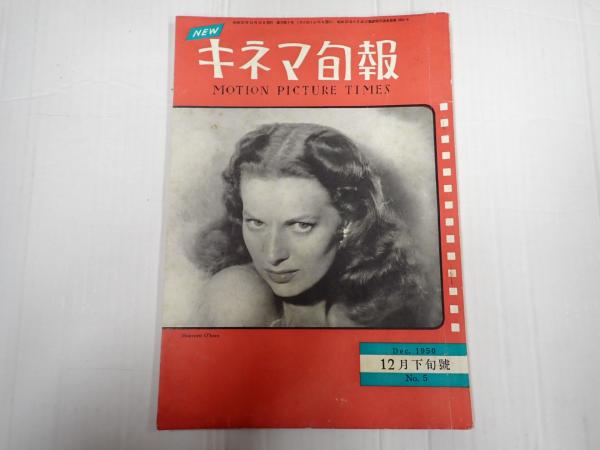 NEW
キネマ旬報
MOTION PICTURE TIMES
Maureen O'hara
Dec. 1950
12月下旬號
No. 5